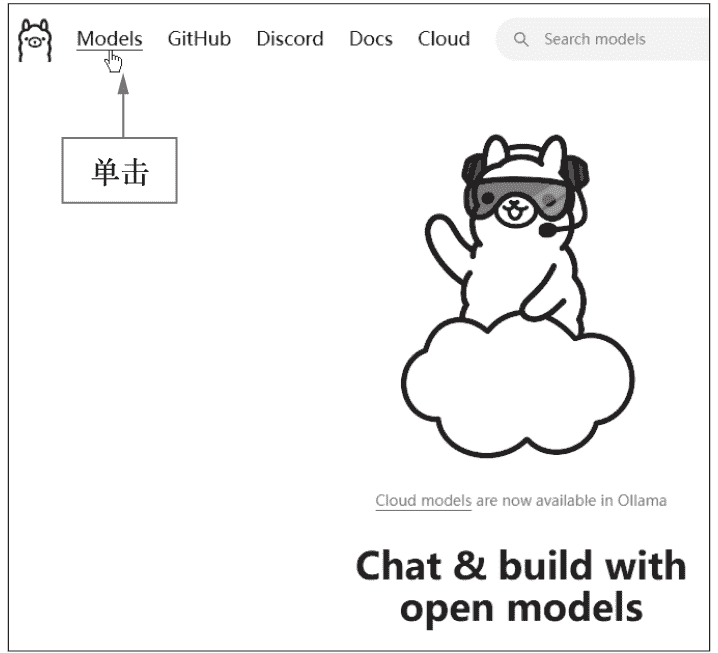 Models GitHub Discord Docs Cloud Search models
单击
Cloud models are now available in Ollama
Chat & build with
open models